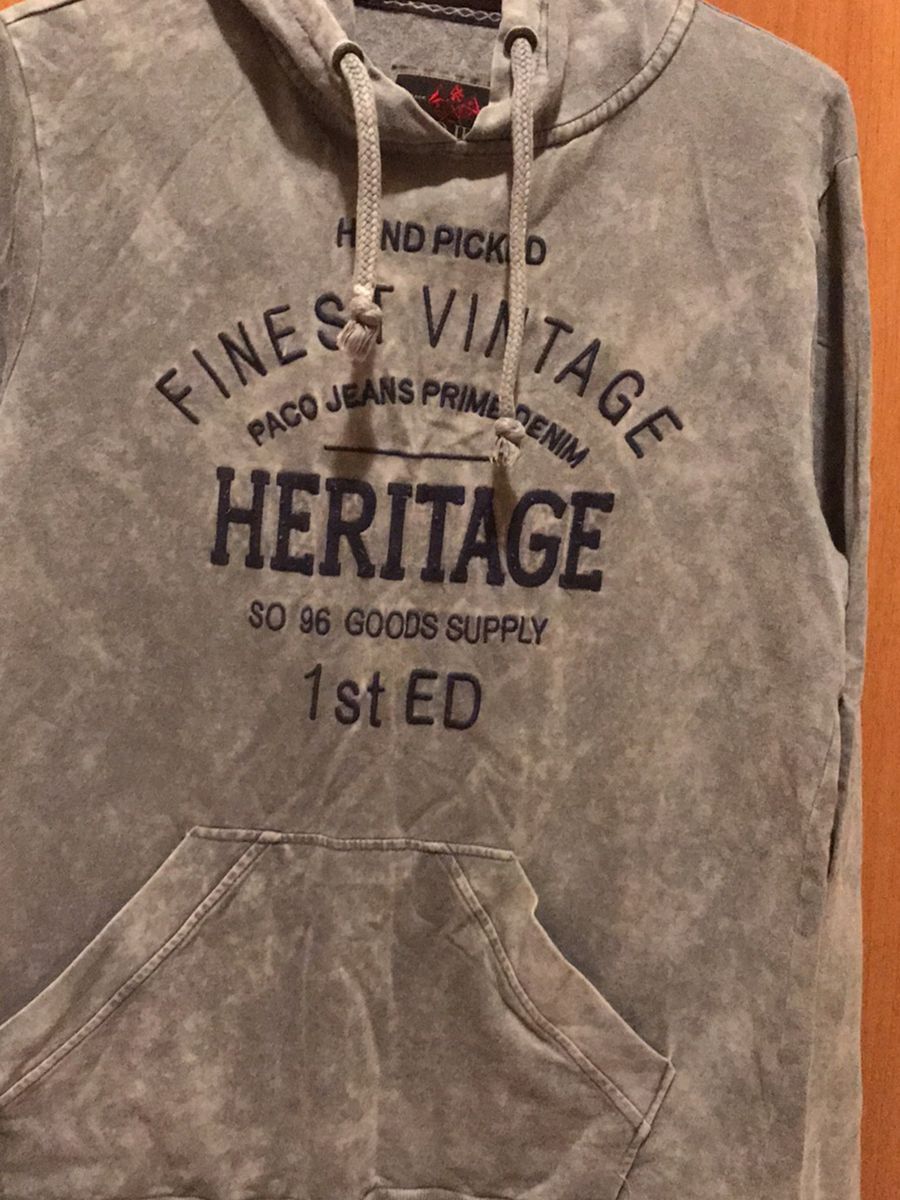 HAND PICKED
FINEST VINTAGE
PACO JEANS PRIME DENIM
HERITAGE
SO 96 GOODS SUPPLY
1st ED